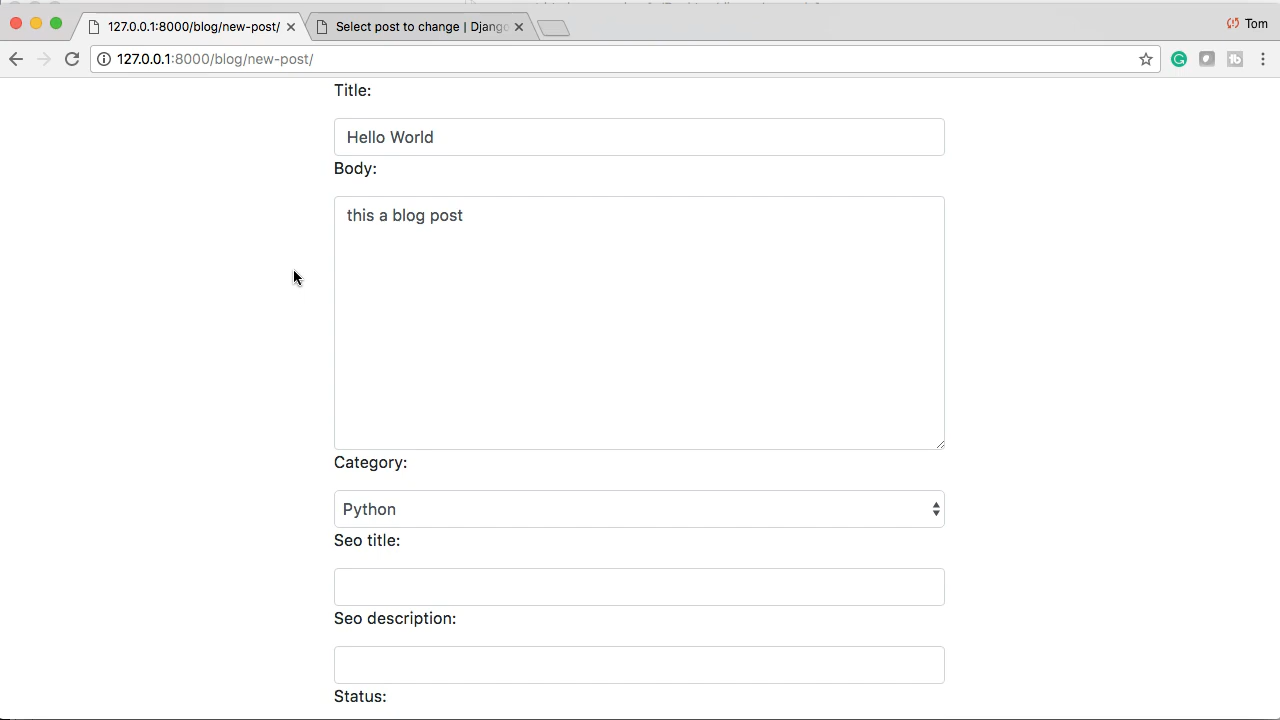 127.0.0.1:8000/blog/new-post/
Select post to change | Django
Tom
127.0.0.1:8000/blog/new-post/
Title:
Hello World
Body:
this a blog post
Category:
Python
Seo title:
Seo description:
Status: